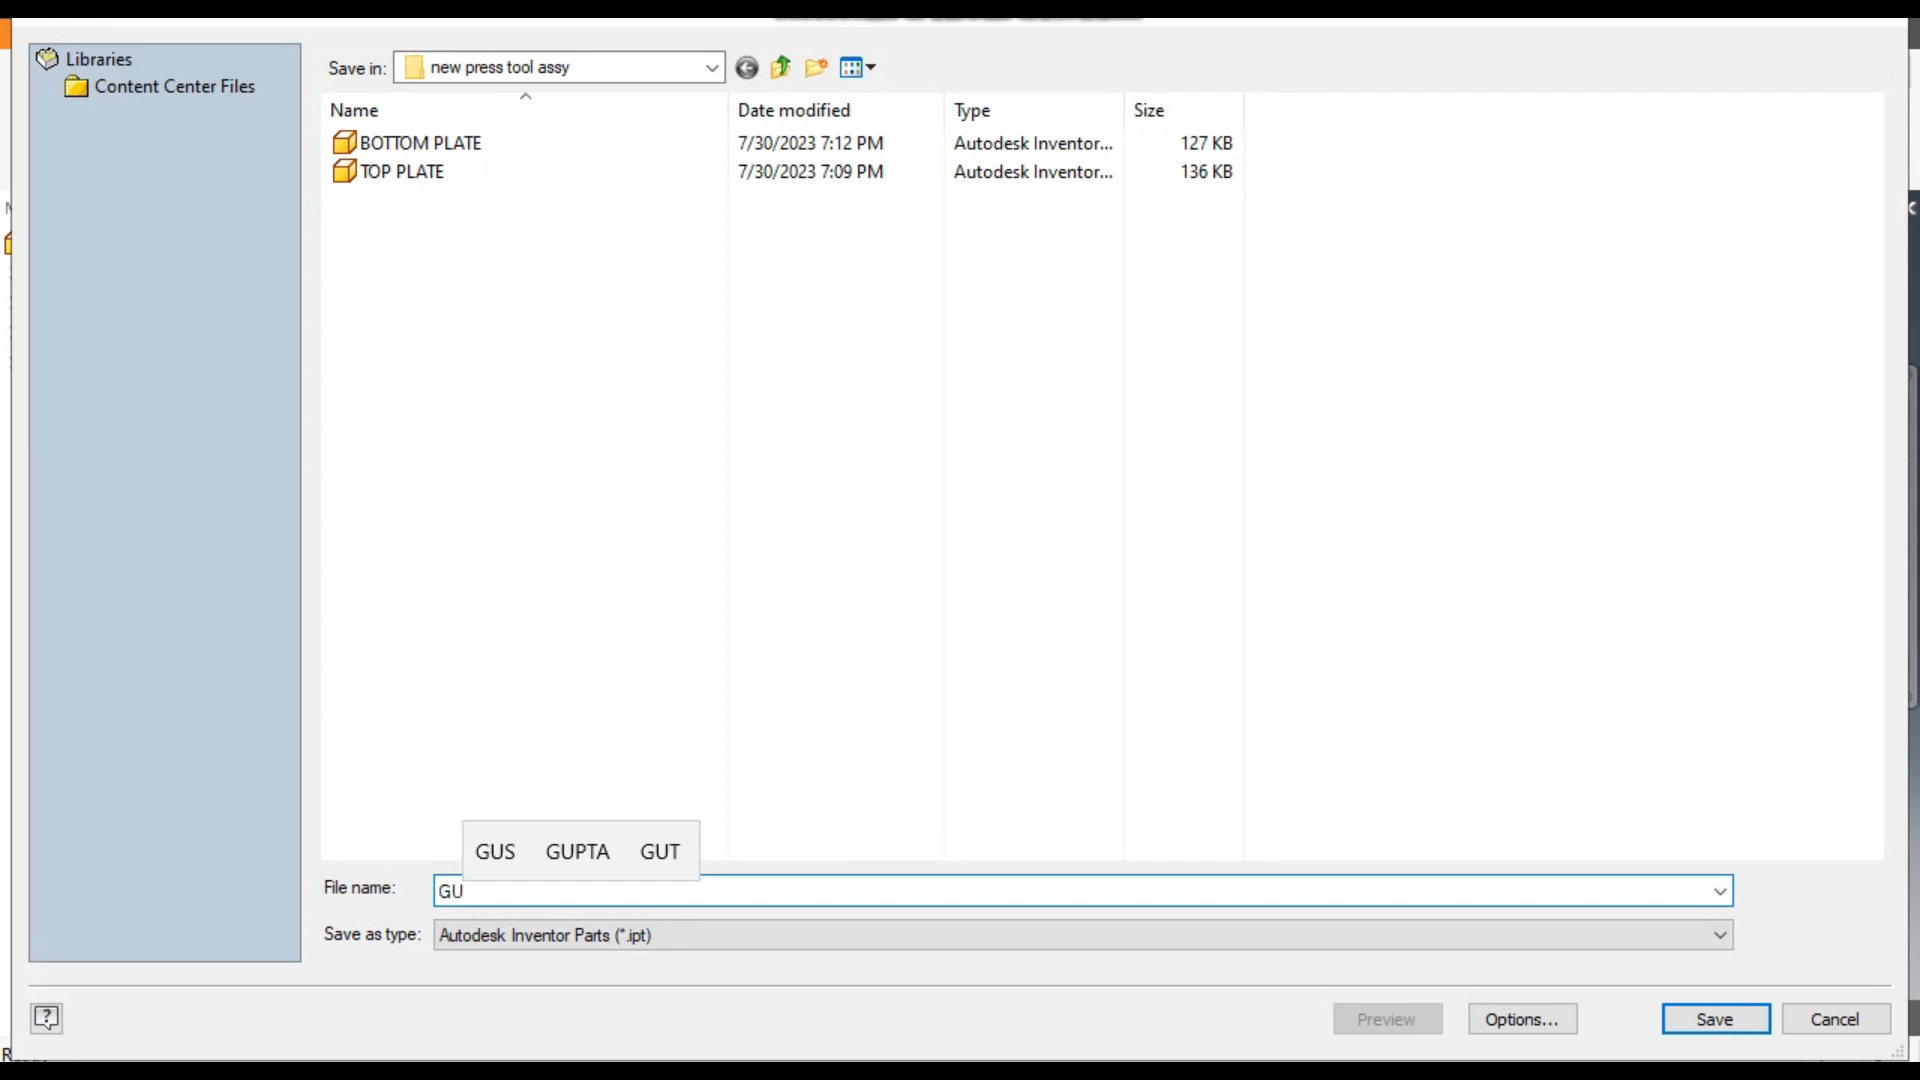 Libraries
Content Center Files
Save in: new press tool assy
Name Date modified Type Size
BOTTOM PLATE 7/30/2023 7:12 PM Autodesk Inventor... 127 KB
TOP PLATE 7/30/2023 7:09 PM Autodesk Inventor... 136 KB
GUS GUPTA GUT
File name: GU
Save as type: Autodesk Inventor Parts (*.ipt)
Preview Options... Save Cancel